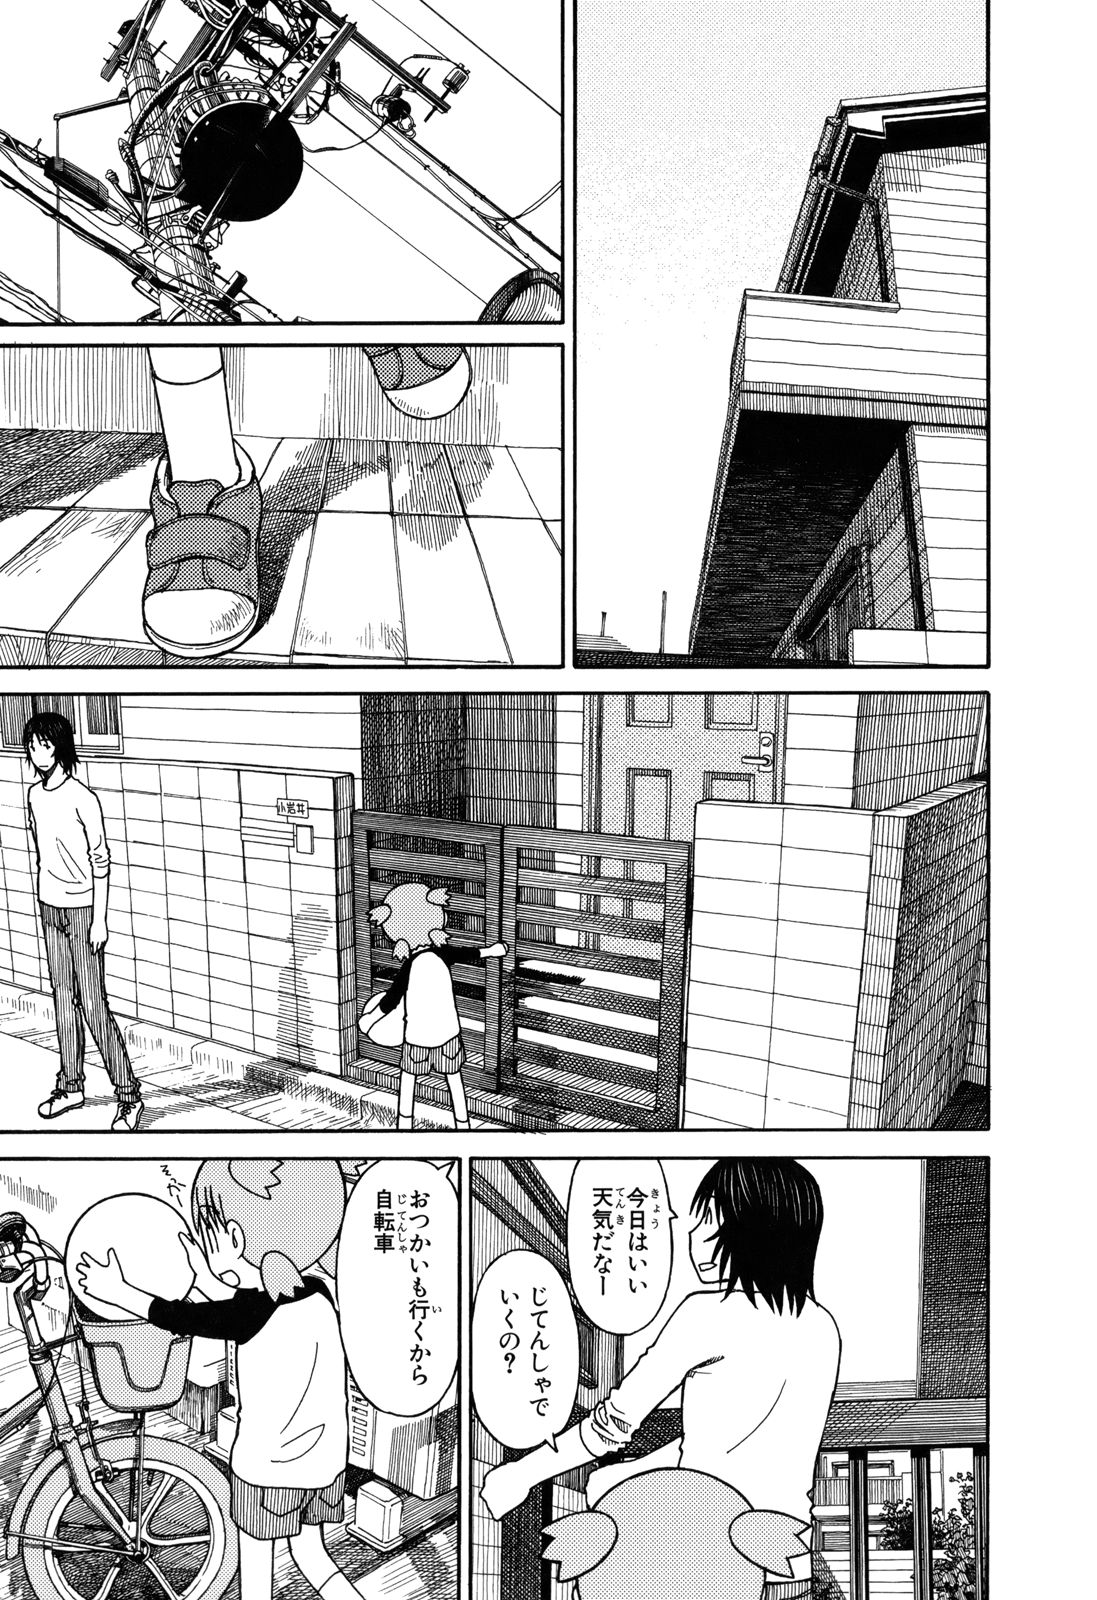 小岩井
今日はいい
天気だなー
じてんしゃで
いくの?
おつかいも行くから
自転車